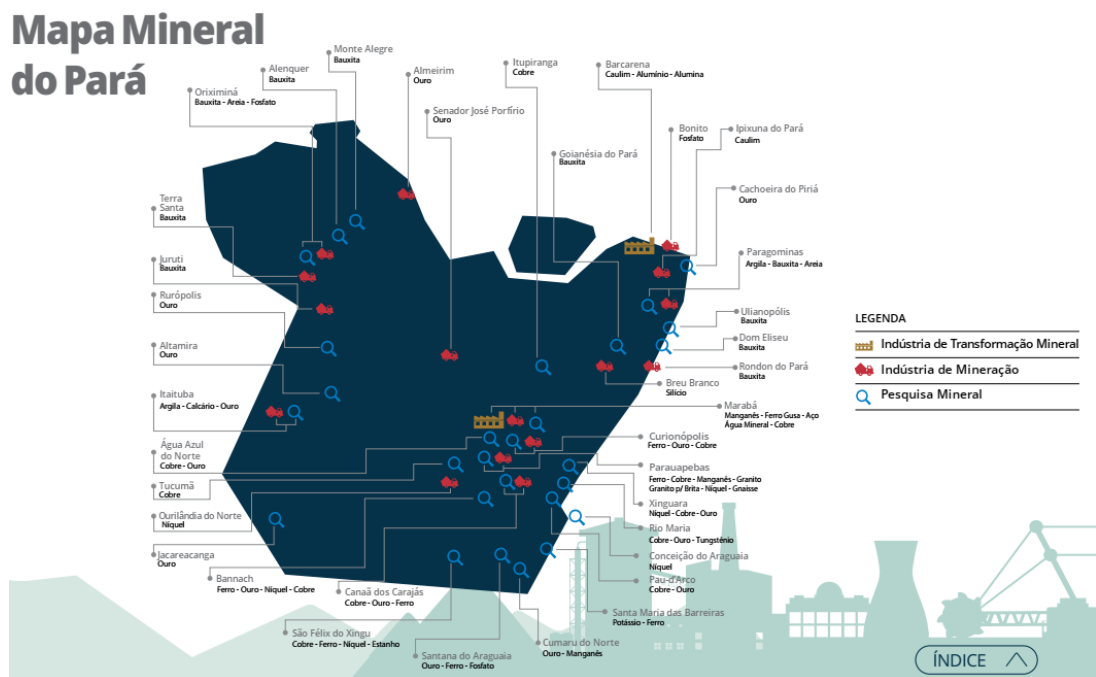 Mapa Mineral
do Pará
Monte Alegre
Bauxita
Alenquer
Bauxita
Oriximiná
Bauxita - Areia - Fosfato
Almeirim
Ouro
Senador José Porfírio
Ouro
Itupiranga
Cobre
Barcarena
Caulim - Alumínio - Alumina
Goianésia do Pará
Bauxita
Bonito
Fosfato
Ipixuna do Pará
Caulim
Cachoeira do Piriá
Ouro
Paragominas
Argila - Bauxita - Areia
Ulianópolis
Bauxita
Dom Eliseu
Bauxita
Rondon do Pará
Bauxita
Breu Branco
Silício
Marabá
Manganês - Ferro Gusa - Aço
Água Mineral - Cobre
Curionópolis
Ferro - Ouro - Cobre
Parauapebas
Ferro - Cobre - Manganês - Granito
Granito p/ Brita - Níquel - Gnaisse
Xinguara
Níquel - Cobre - Ouro
Rio Maria
Cobre - Ouro - Tungstênio
Conceição do Araguaia
Níquel
Pau-d'Arco
Cobre - Ouro
Santa Maria das Barreiras
Potássio - Ferro
Cumaru do Norte
Ouro - Manganês
Santana do Araguaia
Ouro - Ferro - Fosfato
São Félix do Xingu
Cobre - Ferro - Níquel - Estanho
Canaã dos Carajás
Cobre - Ouro - Ferro
Bannach
Ferro - Ouro - Níquel - Cobre
Jacareacanga
Ouro
Ourilândia do Norte
Níquel
Tucumã
Cobre
Água Azul
do Norte
Cobre - Ouro
Itaituba
Argila - Calcário - Ouro
Altamira
Ouro
Rurópolis
Ouro
Juruti
Bauxita
Terra
Santa
Bauxita
LEGENDA
Indústria de Transformação Mineral
Indústria de Mineração
Pesquisa Mineral
ÍNDICE